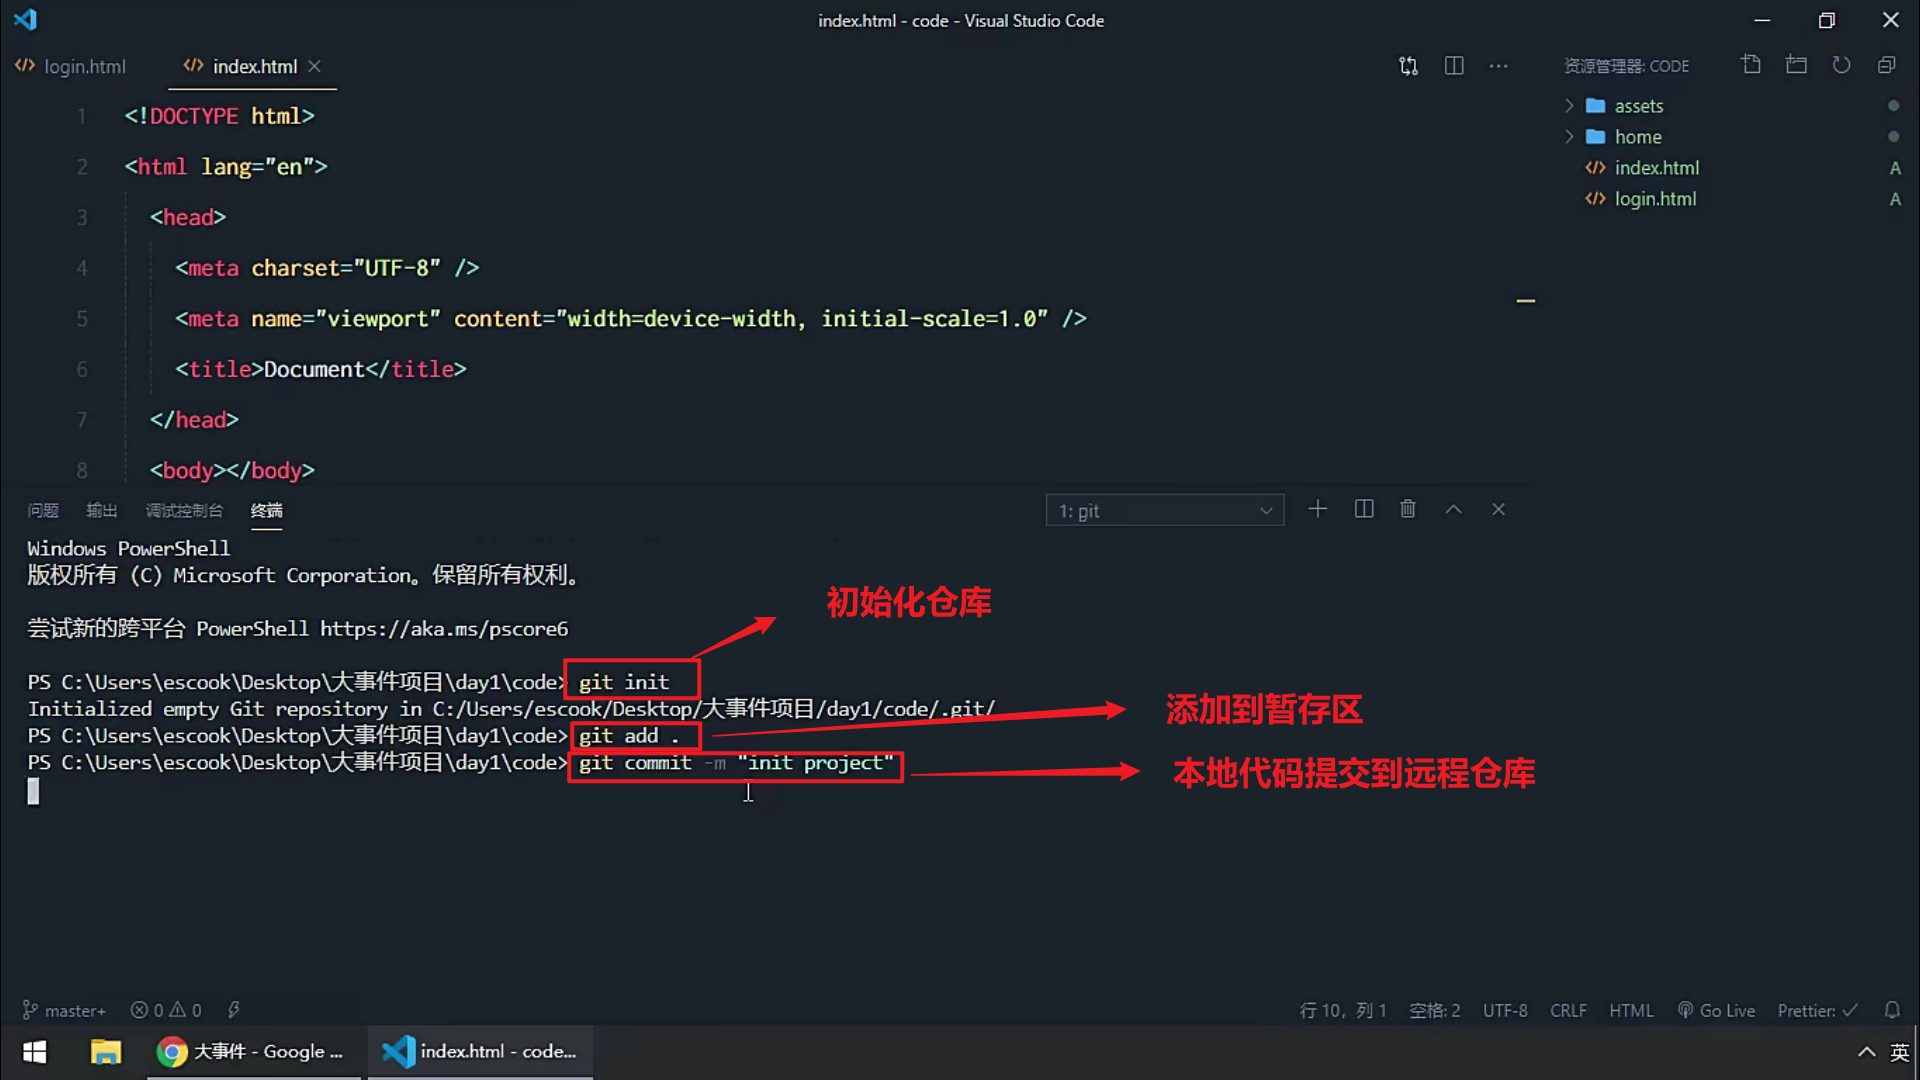 index.html - code - Visual Studio Code
login.html
index.html
资源管理器: CODE
1 <!DOCTYPE html>
2 <html lang="en">
3 <head>
4 <meta charset="UTF-8" />
5 <meta name="viewport" content="width=device-width, initial-scale=1.0" />
6 <title>Document</title>
7 </head>
8 <body></body>
assets
home
index.html A
login.html A
问题 输出 调试控制台 终端
1: git
Windows PowerShell
版权所有 (C) Microsoft Corporation。保留所有权利。
初始化仓库
尝试新的跨平台 PowerShell https://aka.ms/pscore6
PS C:\Users\escook\Desktop\大事件项目\day1\code> git init
Initialized empty Git repository in C:/Users/escook/Desktop/大事件项目/day1/code/.git/
添加到暂存区
PS C:\Users\escook\Desktop\大事件项目\day1\code> git add .
PS C:\Users\escook\Desktop\大事件项目\day1\code> git commit -m "init project"
本地代码提交到远程仓库
master+ 0 0
行 10，列 1 空格: 2 UTF-8 CRLF HTML Go Live Prettier: ✓
大事件 - Google ...
index.html - code...
英